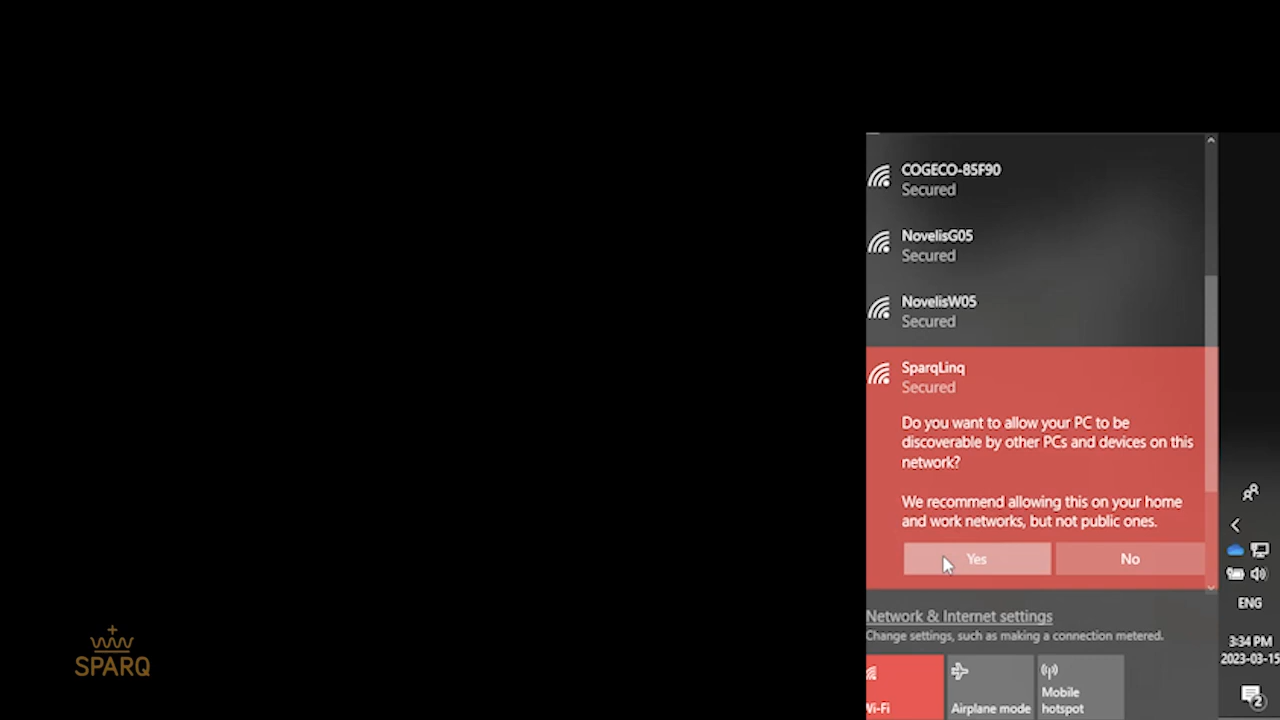 COGECO-85F90
Secured
NovelisG05
Secured
NovelisW05
Secured
SparqLinq
Secured
Do you want to allow your PC to be
discoverable by other PCs and devices on this
network?
We recommend allowing this on your home
and work networks, but not public ones.
Yes No
Network & Internet settings
Change settings, such as making a connection metered.
Wi-Fi
Airplane mode
Mobile
hotspot
ENG
3:34 PM
2023-03-15
2
SPARQ